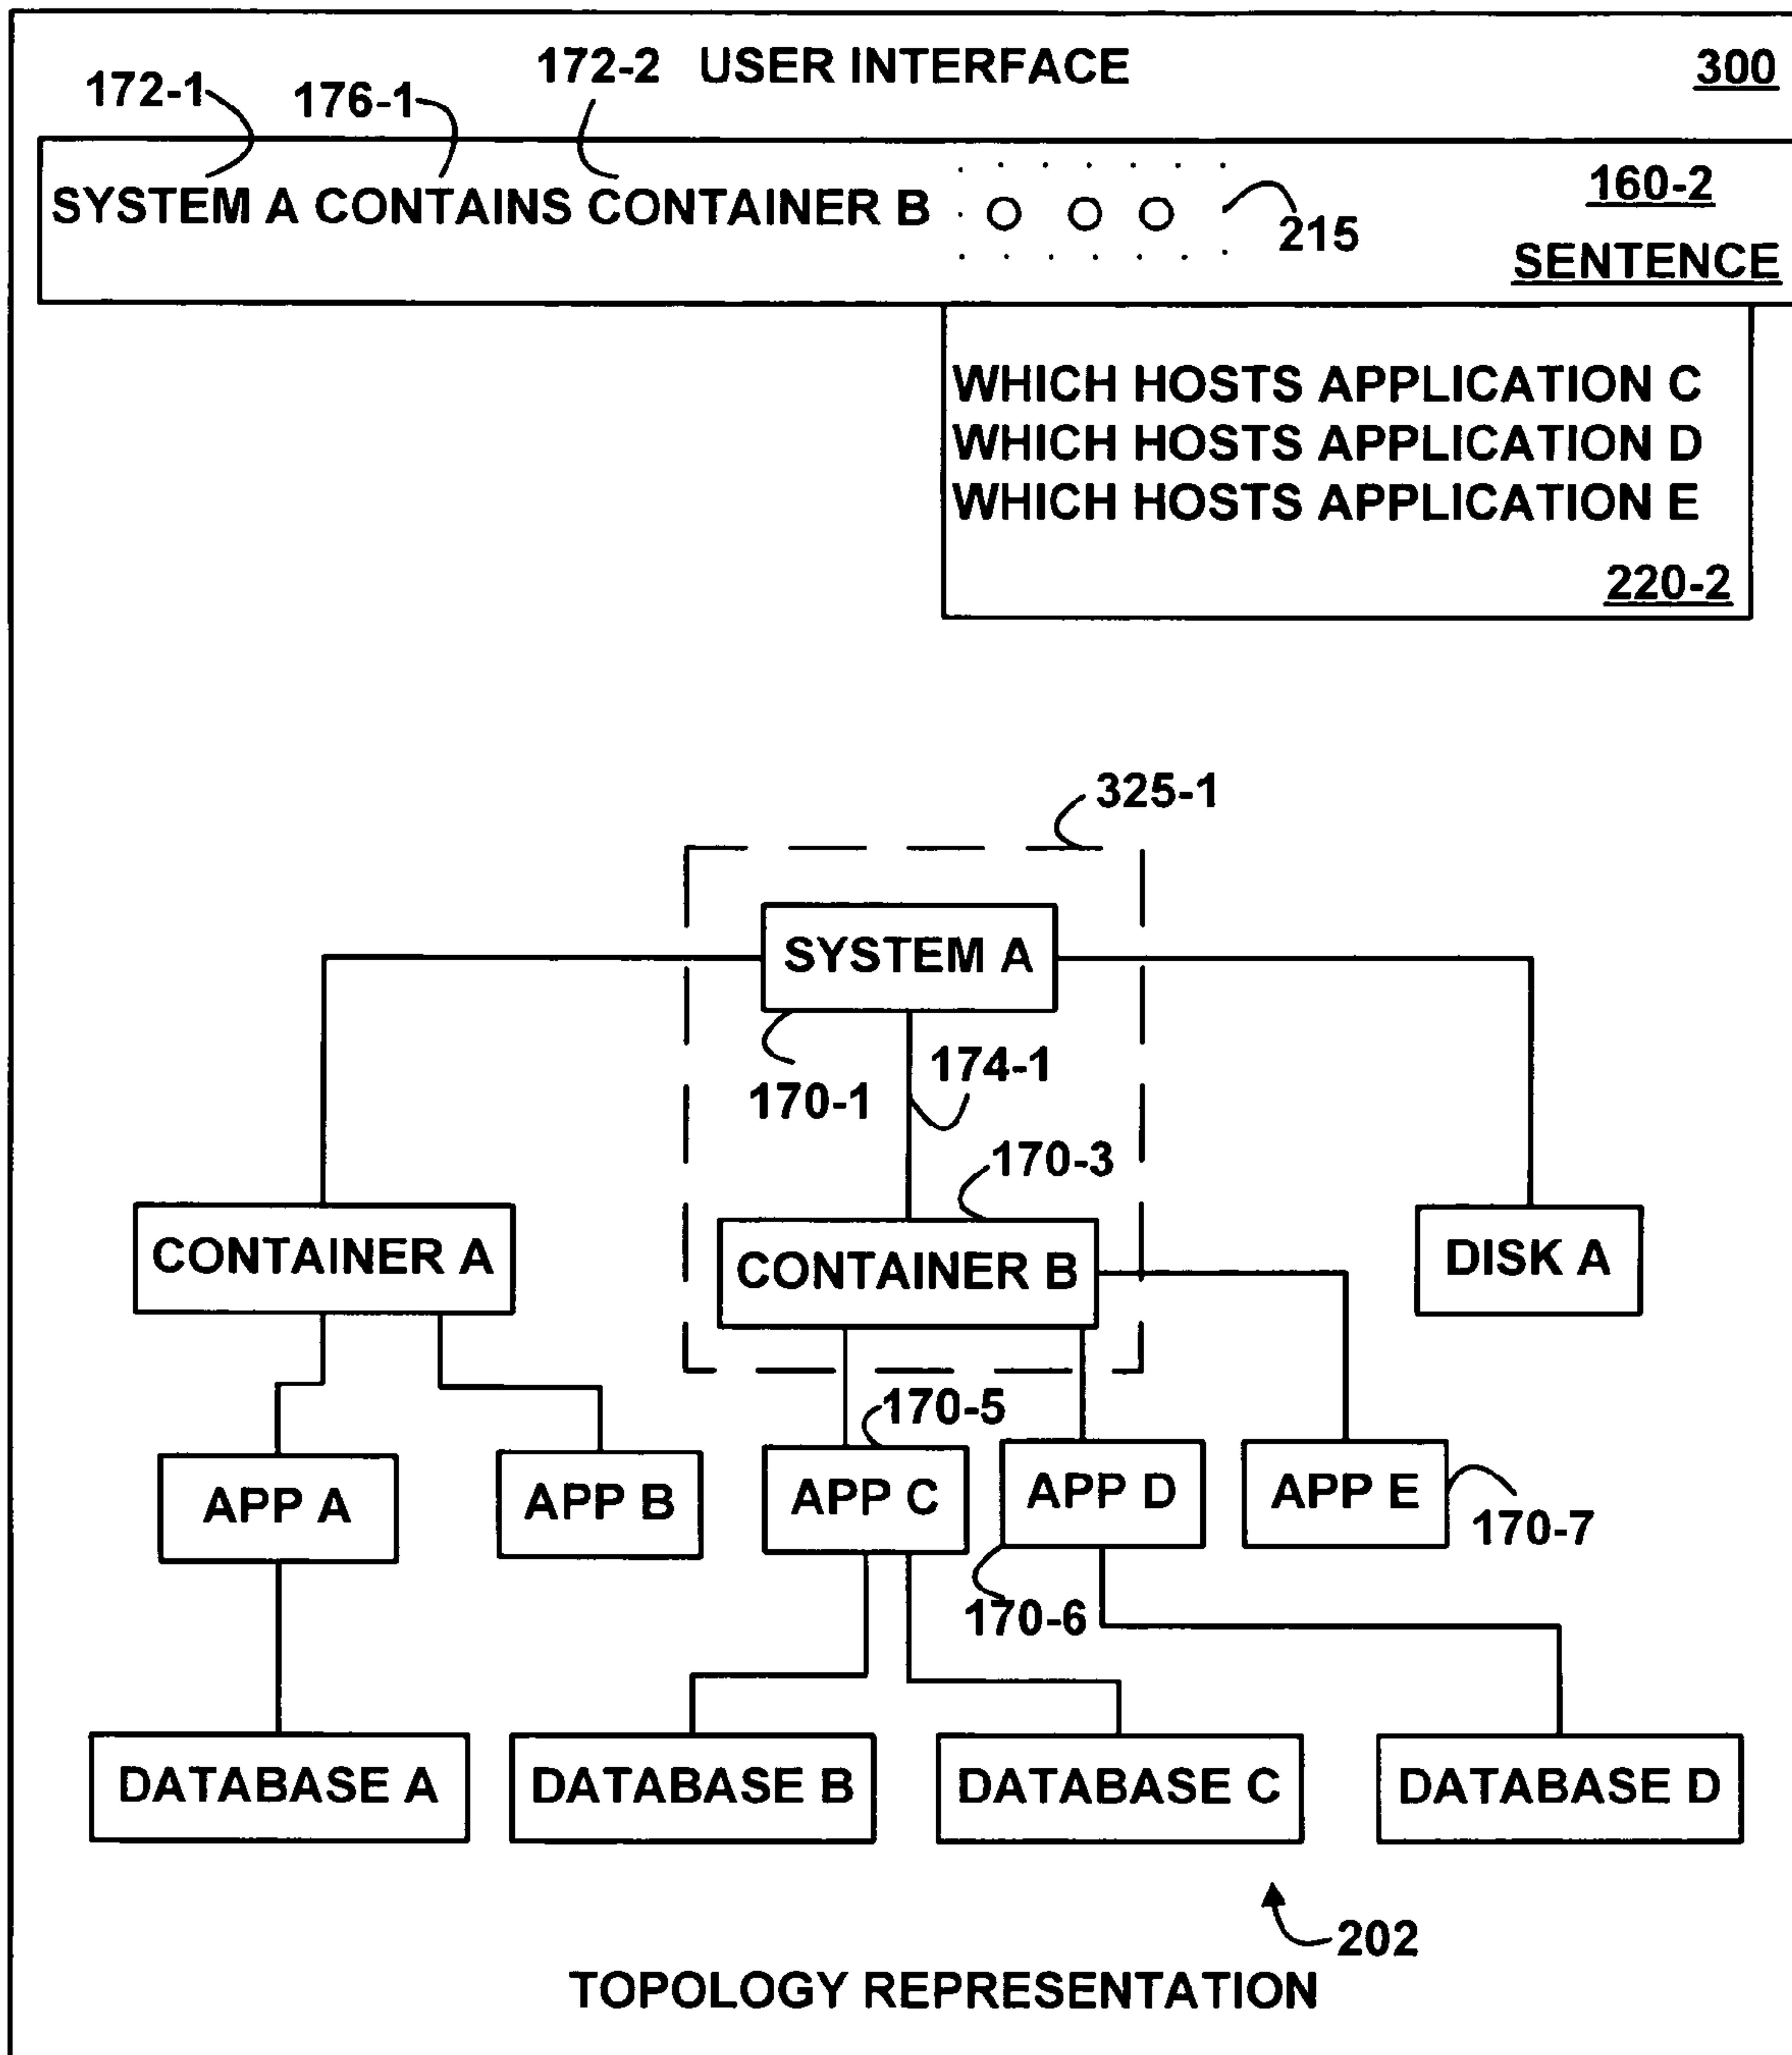 172-2 USER INTERFACE 300
172-1 176-1
SYSTEM A CONTAINS CONTAINER B 215 160-2
SENTENCE
WHICH HOSTS APPLICATION C
WHICH HOSTS APPLICATION D
WHICH HOSTS APPLICATION E
220-2
325-1
SYSTEM A
174-1
170-1
170-3
CONTAINER A CONTAINER B DISK A
170-5
APP A APP B APP C APP D APP E
170-7
170-6
DATABASE A DATABASE B DATABASE C DATABASE D
202
TOPOLOGY REPRESENTATION